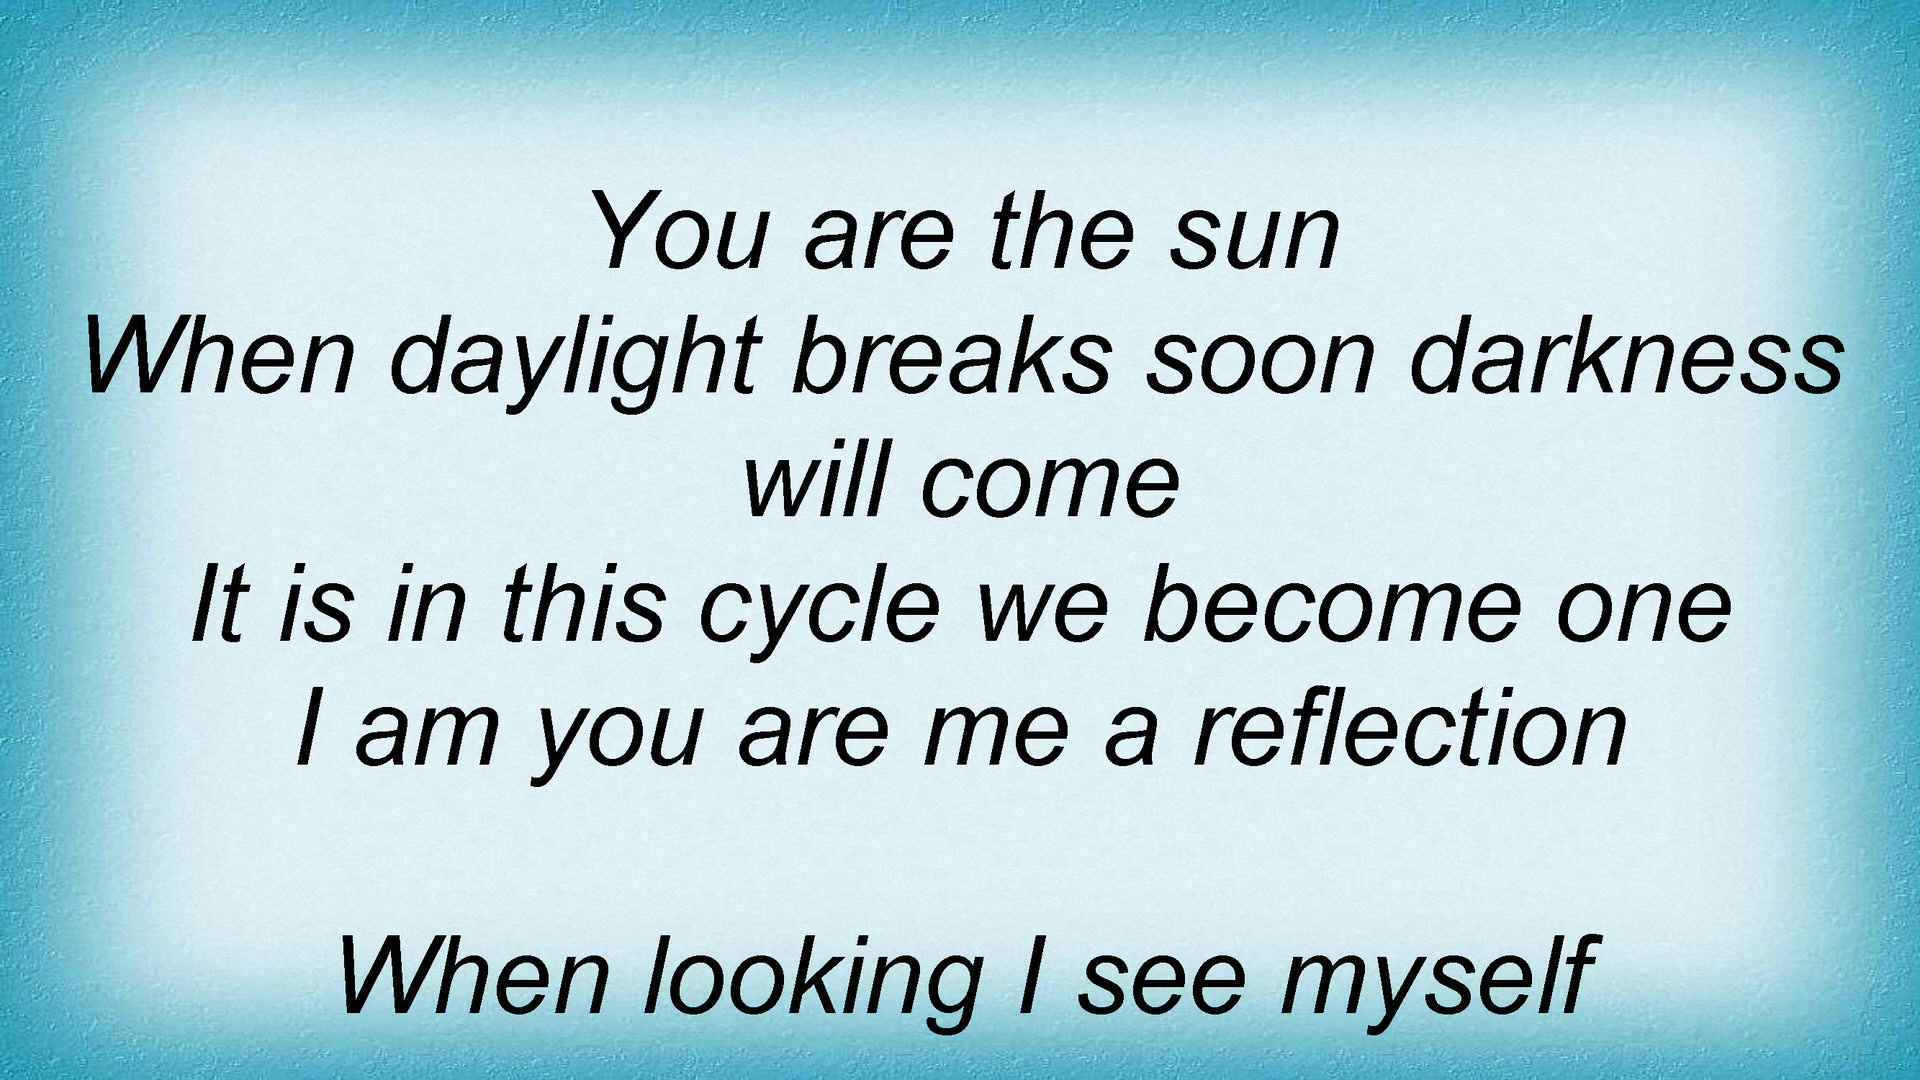 You are the sun
When daylight breaks soon darkness
will come
It is in this cycle we become one
I am you are me a reflection
When looking I see myself